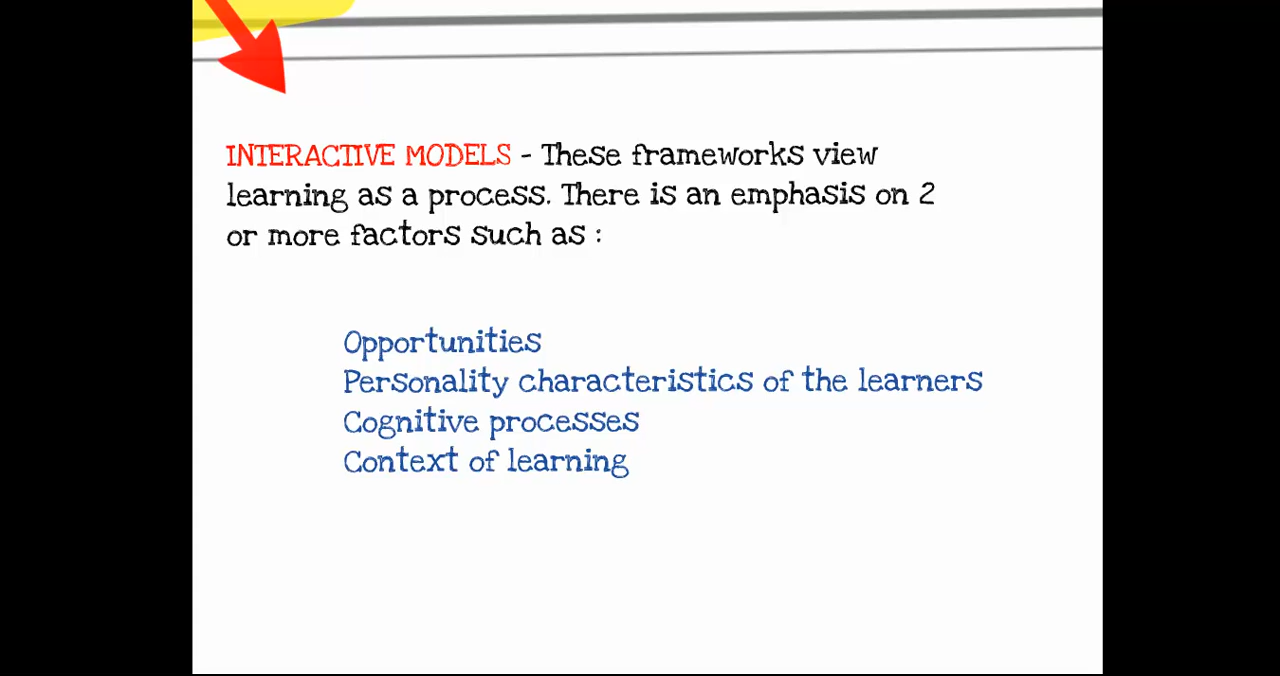 INTERACTIVE MODELS - These frameworks view
learning as a process. There is an emphasis on 2
or more factors such as :
Opportunities
Personality characteristics of the learners
Cognitive processes
Context of learning